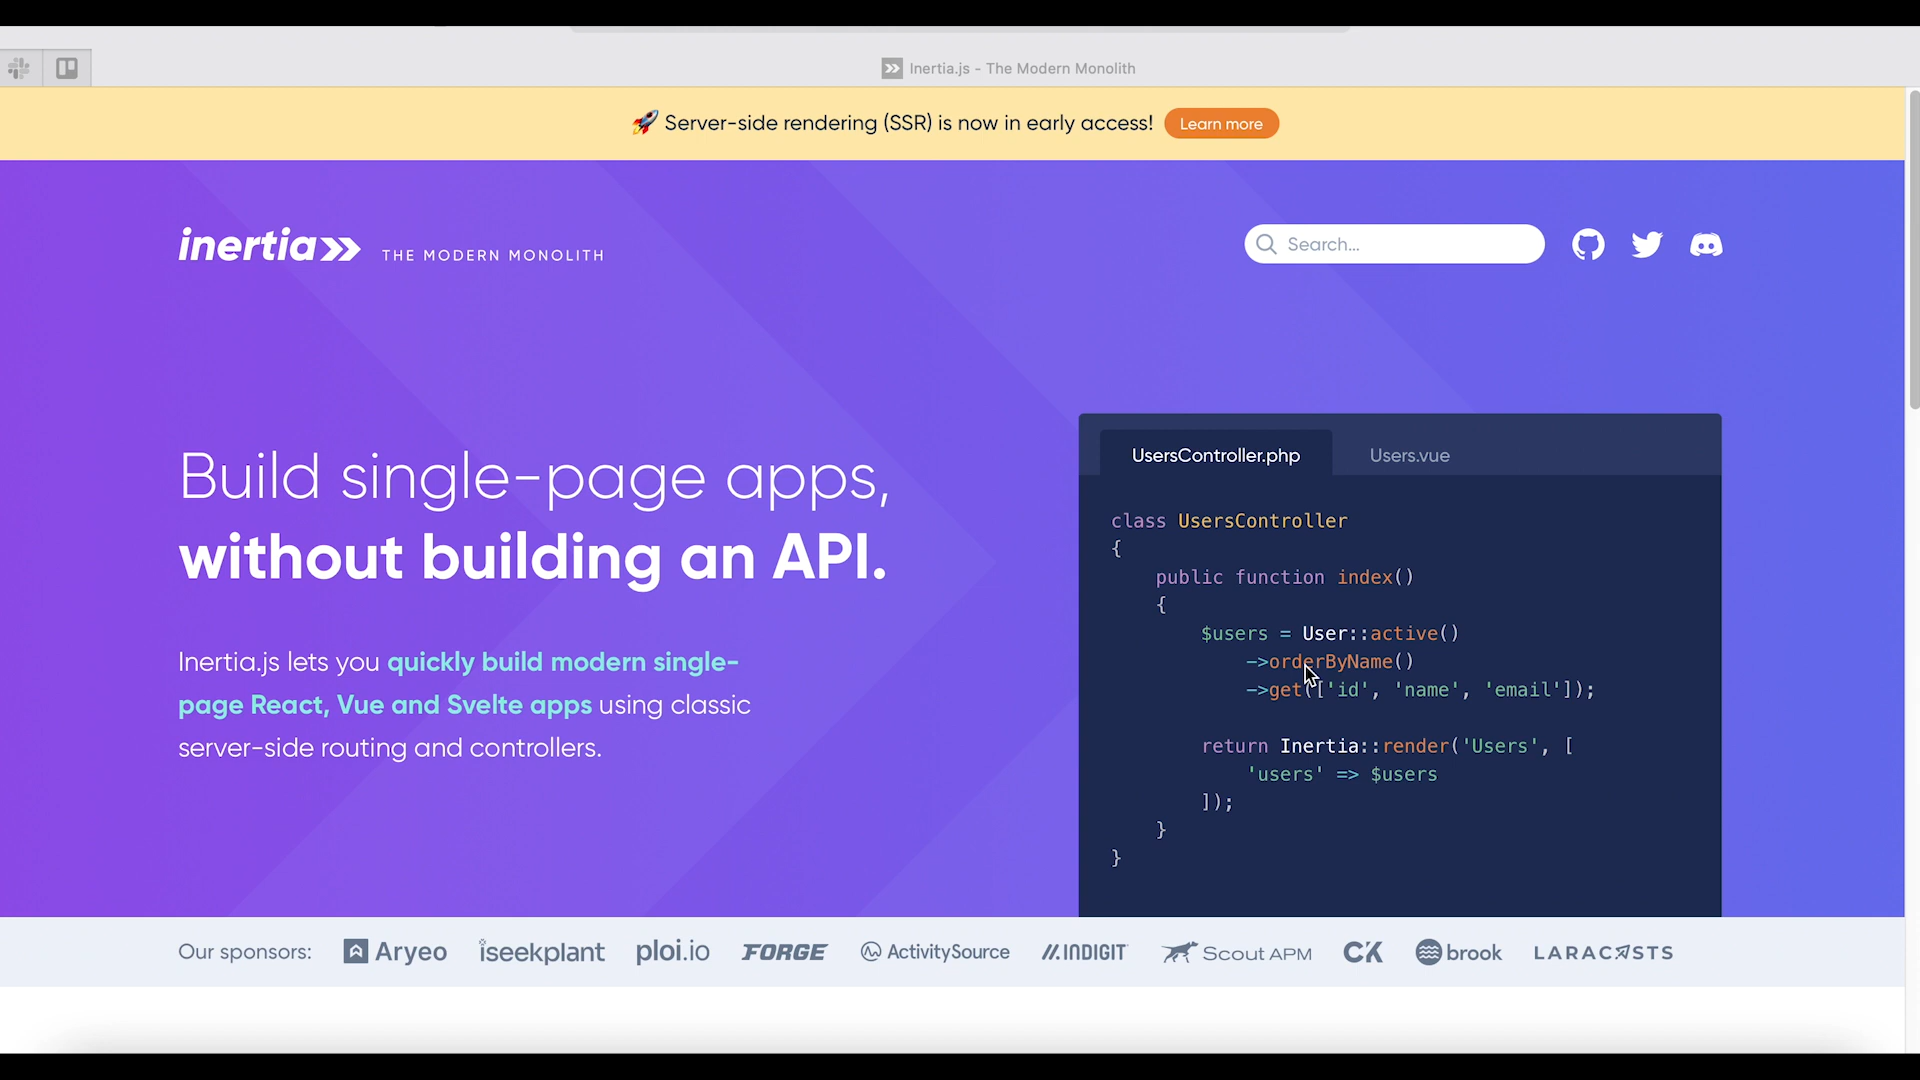 Inertia.js - The Modern Monolith
🚀 Server-side rendering (SSR) is now in early access! Learn more
inertia THE MODERN MONOLITH
Search...
Build single-page apps,
without building an API.
Inertia.js lets you quickly build modern single-
page React, Vue and Svelte apps using classic
server-side routing and controllers.
UsersController.php Users.vue
class UsersController
{
    public function index()
    {
        $users = User::active()
            ->orderByName()
            ->get(['id', 'name', 'email']);
        return Inertia::render('Users', [
            'users' => $users
        ]);
    }
}
Our sponsors: Aryeo iseekplant ploi.io FORGE ActivitySource INDIGIT Scout APM CK brook LARACASTS